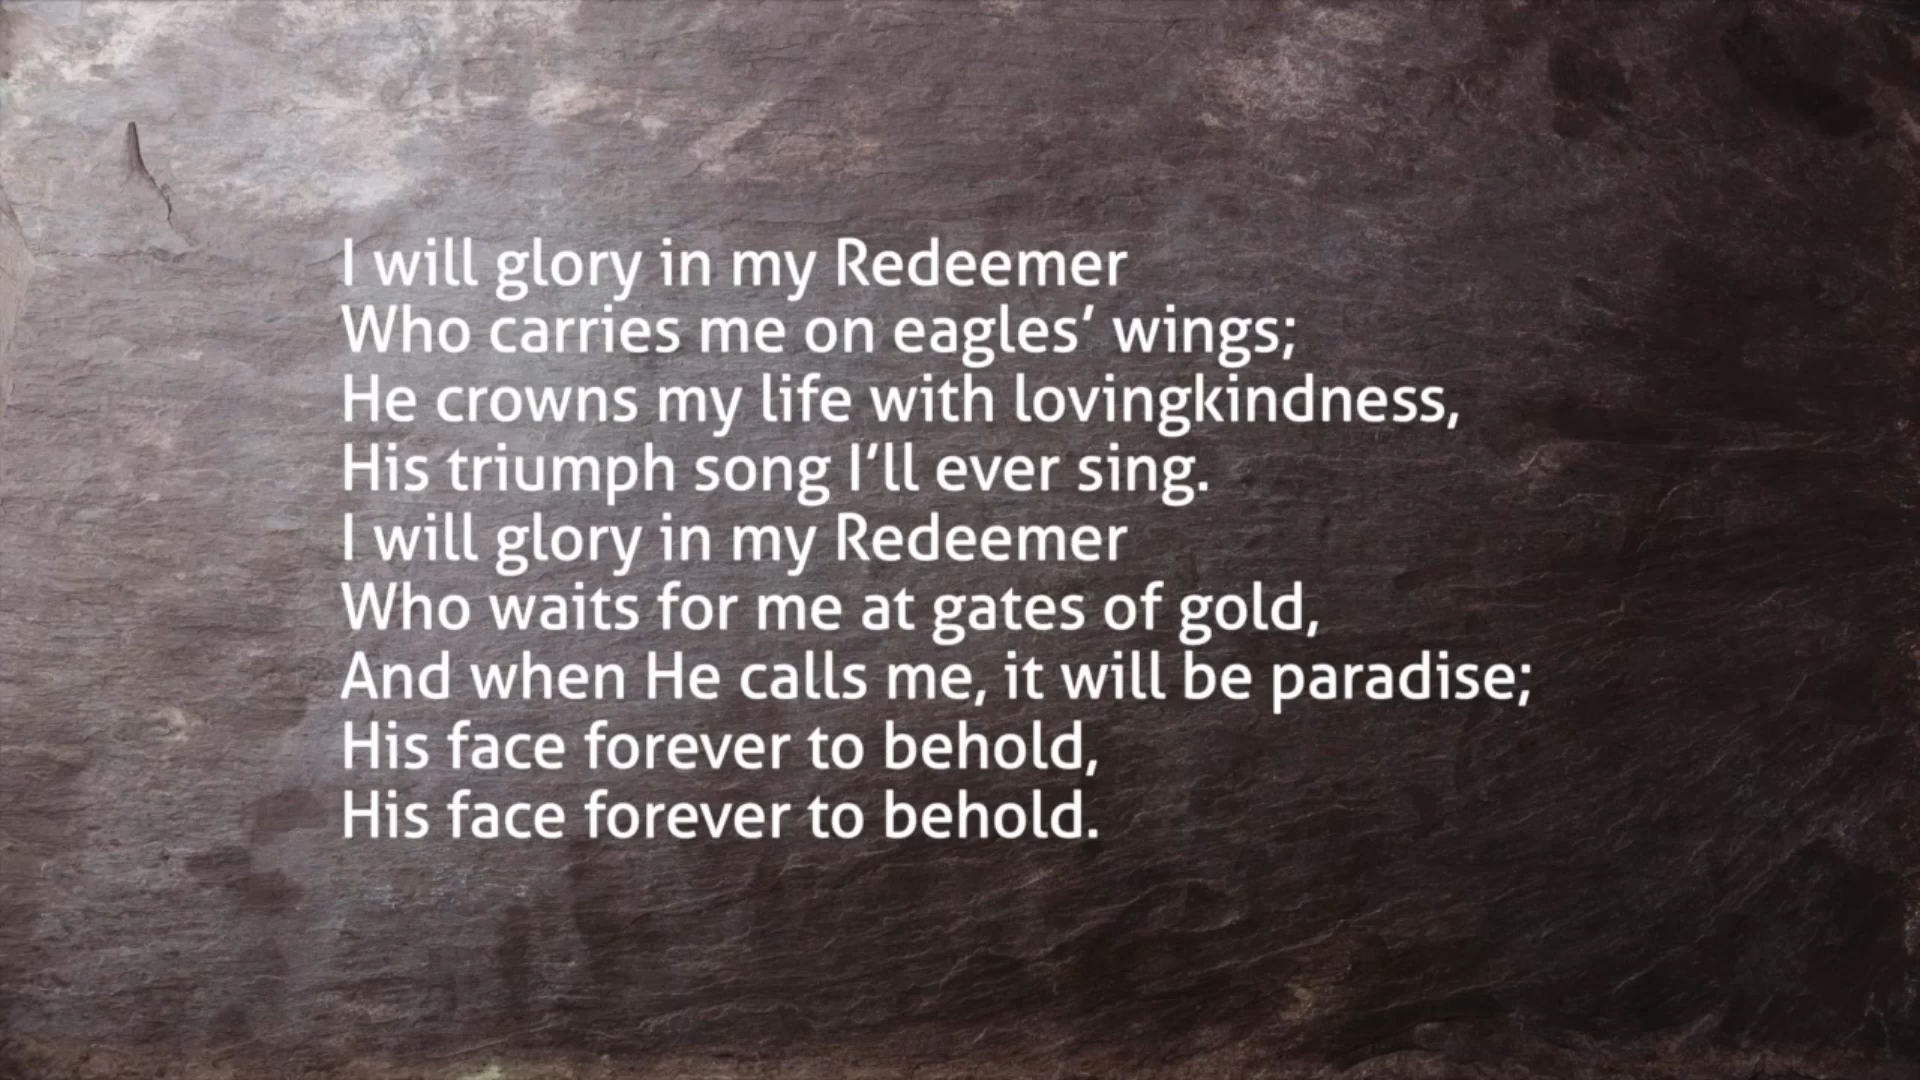 I will glory in my Redeemer
Who carries me on eagles’ wings;
He crowns my life with lovingkindness,
His triumph song I’ll ever sing.
I will glory in my Redeemer
Who waits for me at gates of gold,
And when He calls me, it will be paradise;
His face forever to behold,
His face forever to behold.